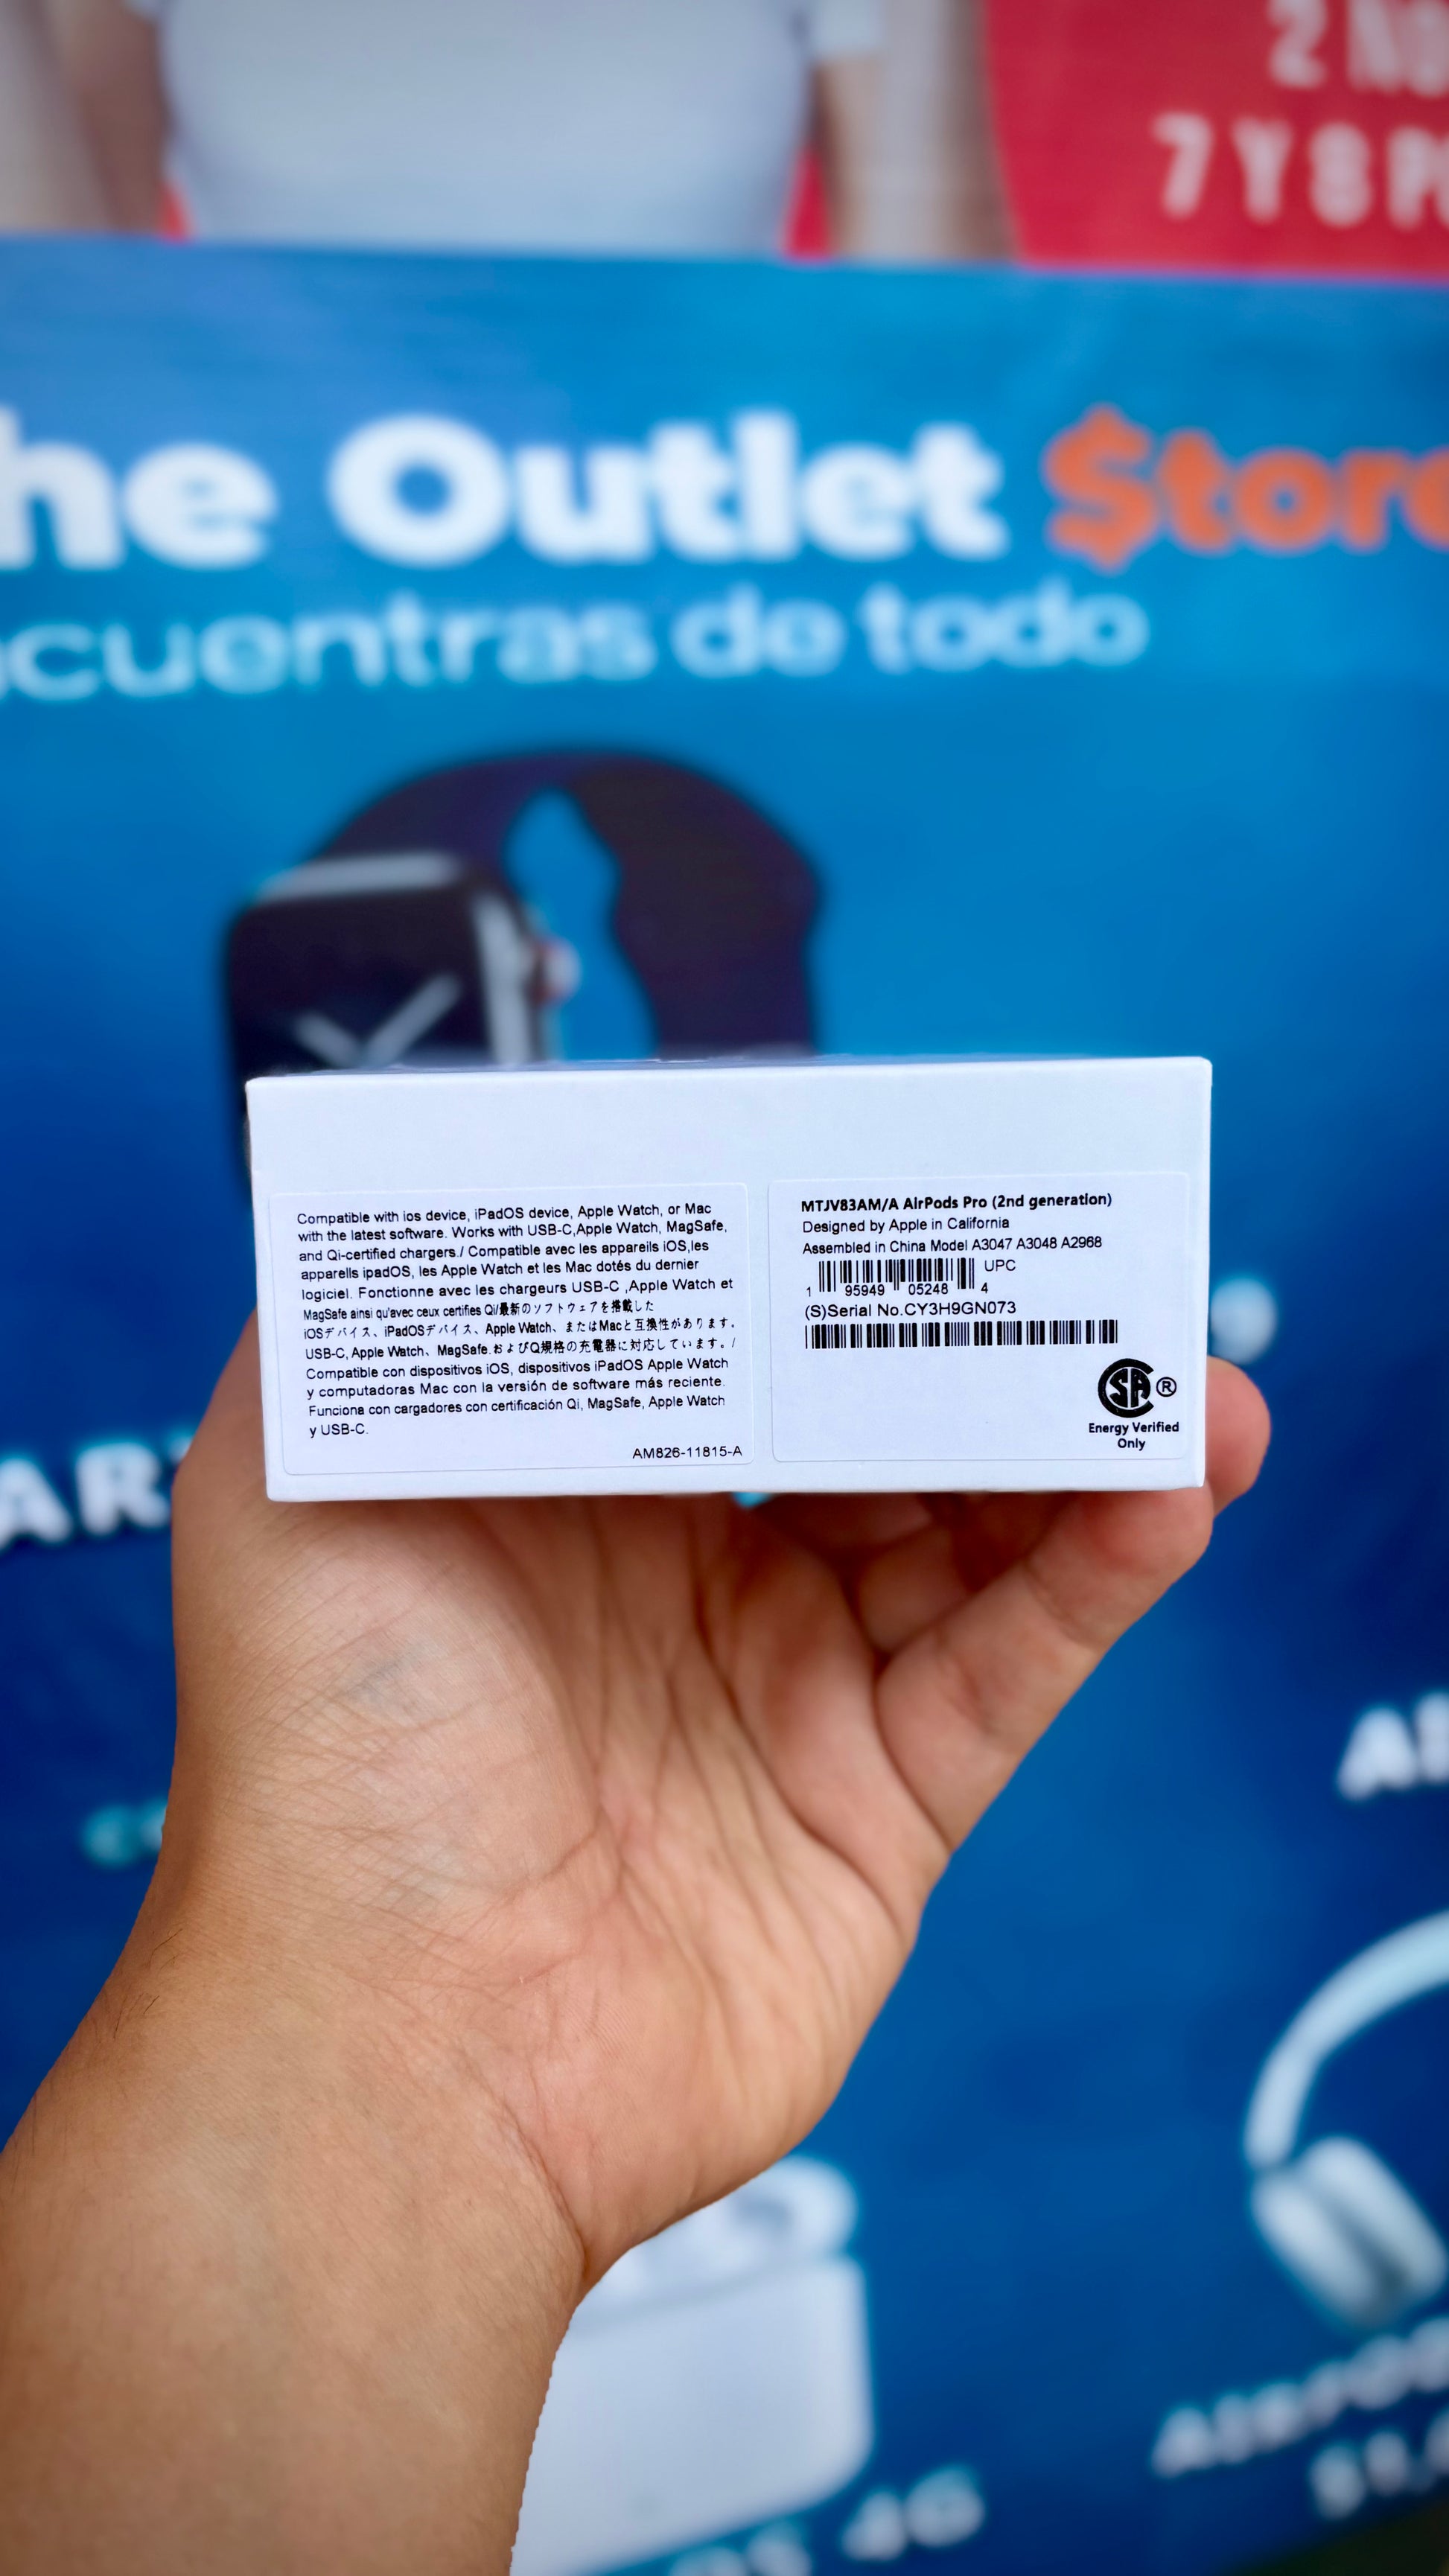 Outlet
de todo
Compatible with ios device, iPadOS device, Apple Watch, or Mac
with the latest software. Works with USB-C,Apple Watch, MagSafe,
and Qi-certified chargers./ Compatible avec les appareils iOS,les
apparells ipadOS, les Apple Watch et les Mac dotés du dernier
logiciel. Fonctionne avec les chargeurs USB-C ,Apple Watch et
MagSafe ainsi qu'avec ceux certifies Qi/最新のソフトウェアを搭載した
iOSデバイス、iPadOSデバイス、Apple Watch、またはMacと互換性があります。
USB-C, Apple Watch、MagSafe.およびQ規格の充電器に対応しています。/
Compatible con dispositivos iOS, dispositivos iPadOS Apple Watch
y computadoras Mac con la versión de software más reciente.
Funciona con cargadores con certificación Qi, MagSafe, Apple Watch
y USB-C.
AM826-11815-A
MTJV83AM/A AirPods Pro (2nd generation)
Designed by Apple in California
Assembled in China Model A3047 A3048 A2968
UPC
1 95949 05248 4
(S)Serial No.CY3H9GN073
SA ®
Energy Verified
Only
4G